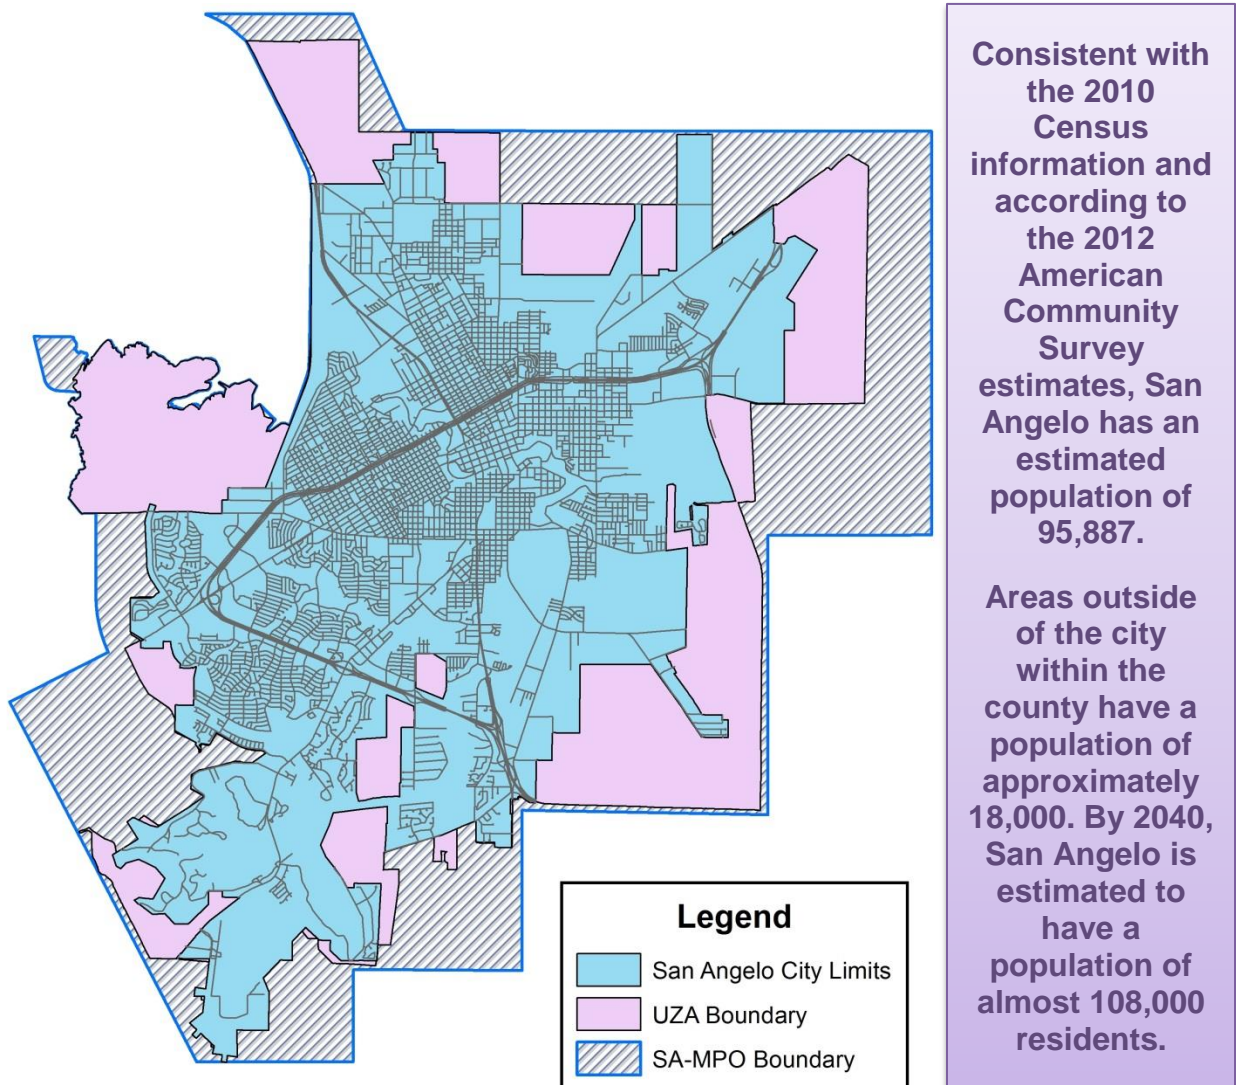 Consistent with
the 2010
Census
information and
according to
the 2012
American
Community
Survey
estimates, San
Angelo has an
estimated
population of
95,887.
Areas outside
of the city
within the
county have a
population of
approximately
18,000. By 2040,
San Angelo is
estimated to
have a
population of
almost 108,000
residents.
Legend
San Angelo City Limits
UZA Boundary
SA-MPO Boundary